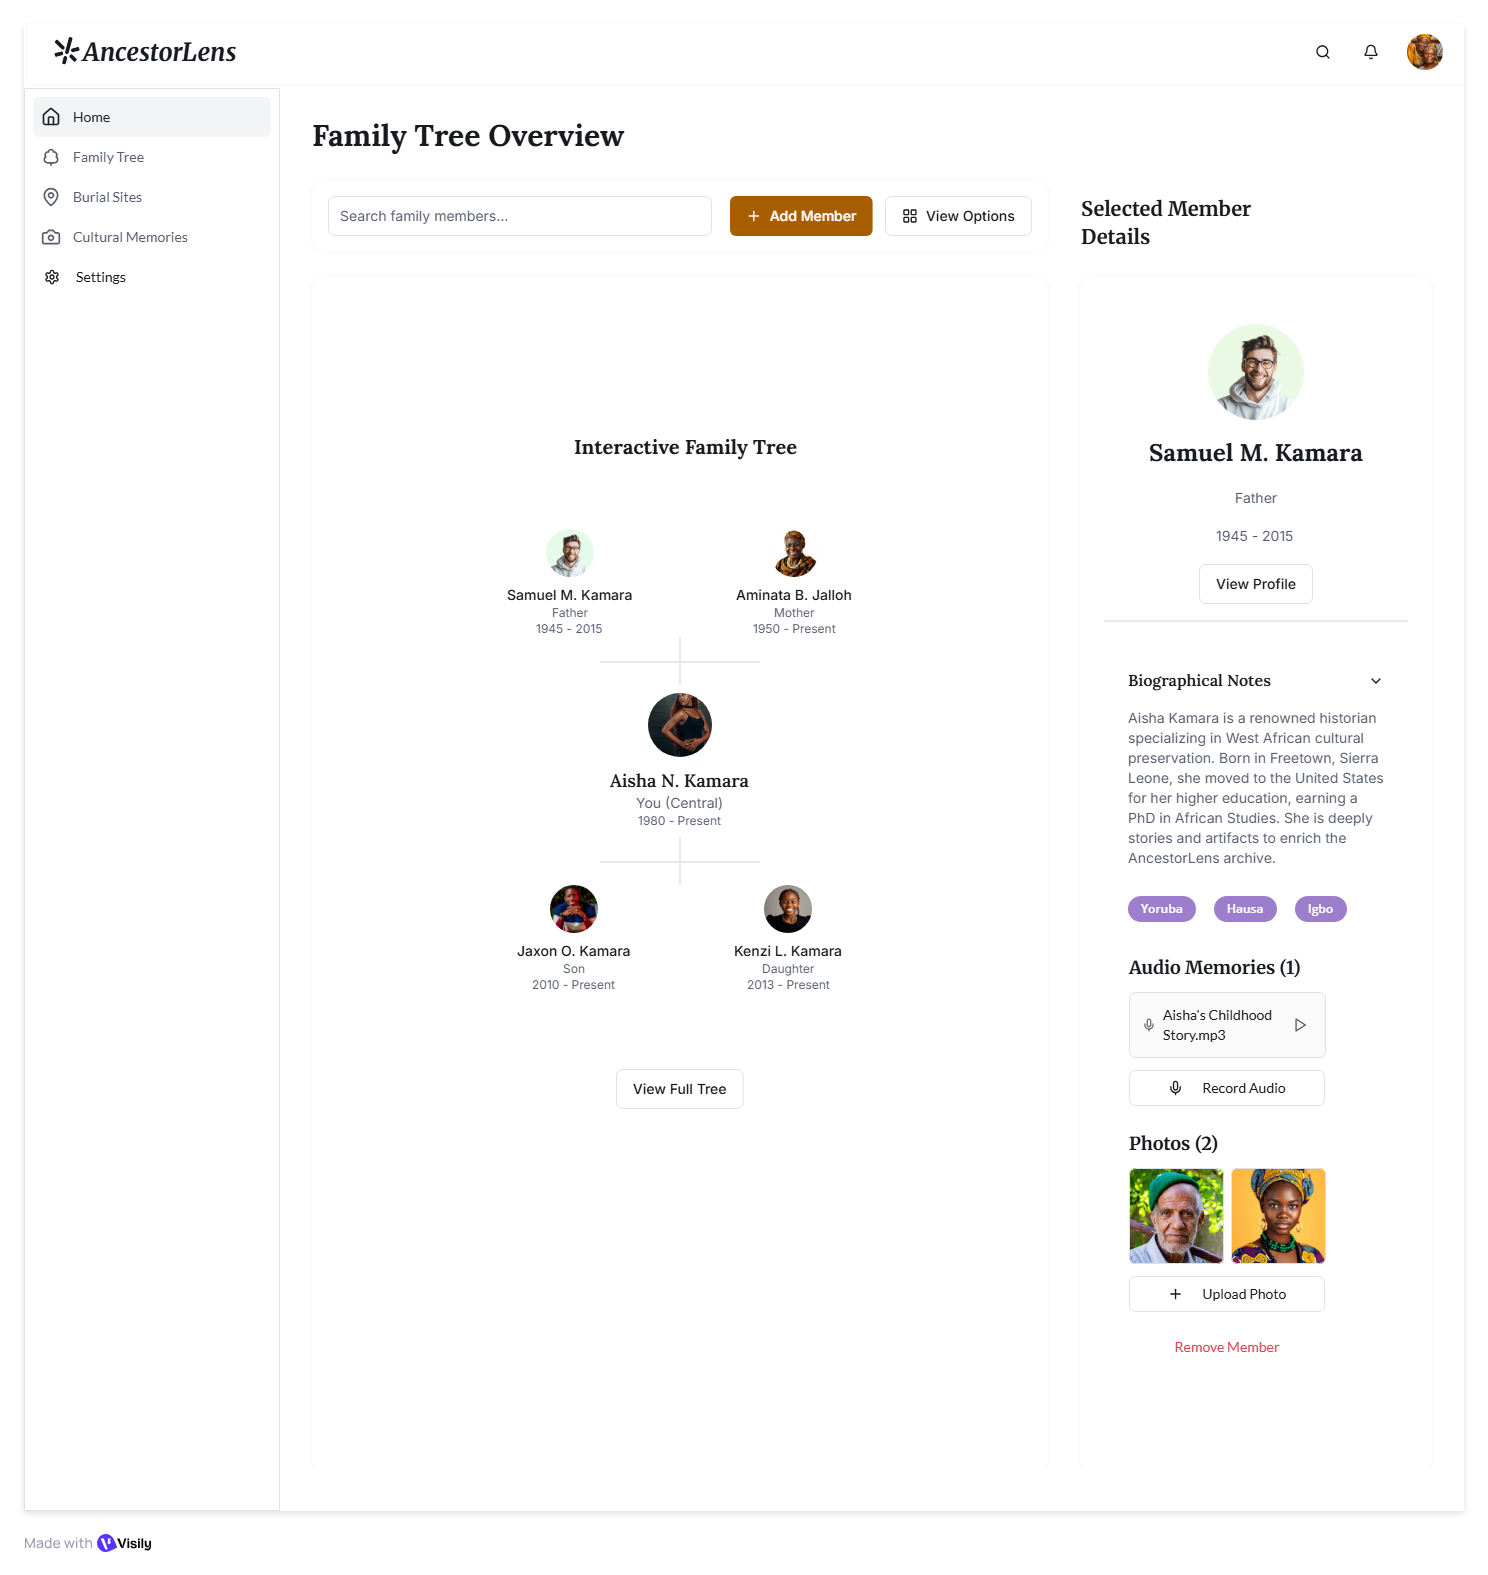 AncestorLens
Home
Family Tree
Burial Sites
Cultural Memories
Settings
Family Tree Overview
Search family members...
Add Member
View Options
Interactive Family Tree
Samuel M. Kamara
Father
1945 - 2015
Aminata B. Jalloh
Mother
1950 - Present
Aisha N. Kamara
You (Central)
1980 - Present
Jaxon O. Kamara
Son
2010 - Present
Kenzi L. Kamara
Daughter
2013 - Present
View Full Tree
Selected Member
Details
Samuel M. Kamara
Father
1945 - 2015
View Profile
Biographical Notes
Aisha Kamara is a renowned historian
specializing in West African cultural
preservation. Born in Freetown, Sierra
Leone, she moved to the United States
for her higher education, earning a
PhD in African Studies. She is deeply
stories and artifacts to enrich the
AncestorLens archive.
Yoruba
Hausa
Igbo
Audio Memories (1)
Aisha's Childhood
Story.mp3
Record Audio
Photos (2)
Upload Photo
Remove Member
Made with Visily